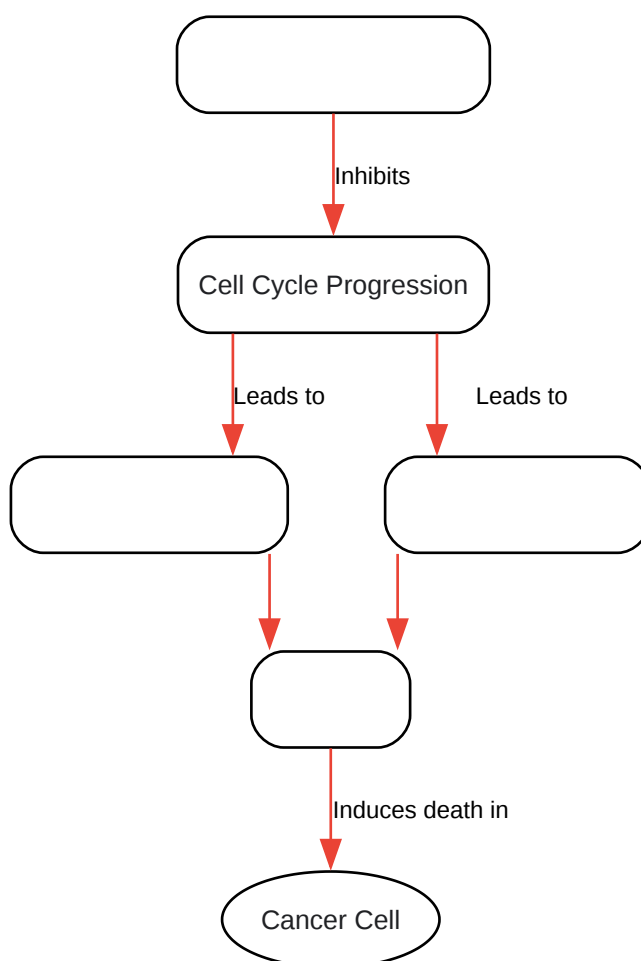 Inhibits
Cell Cycle Progression
Leads to
Leads to
Induces death in
Cancer Cell